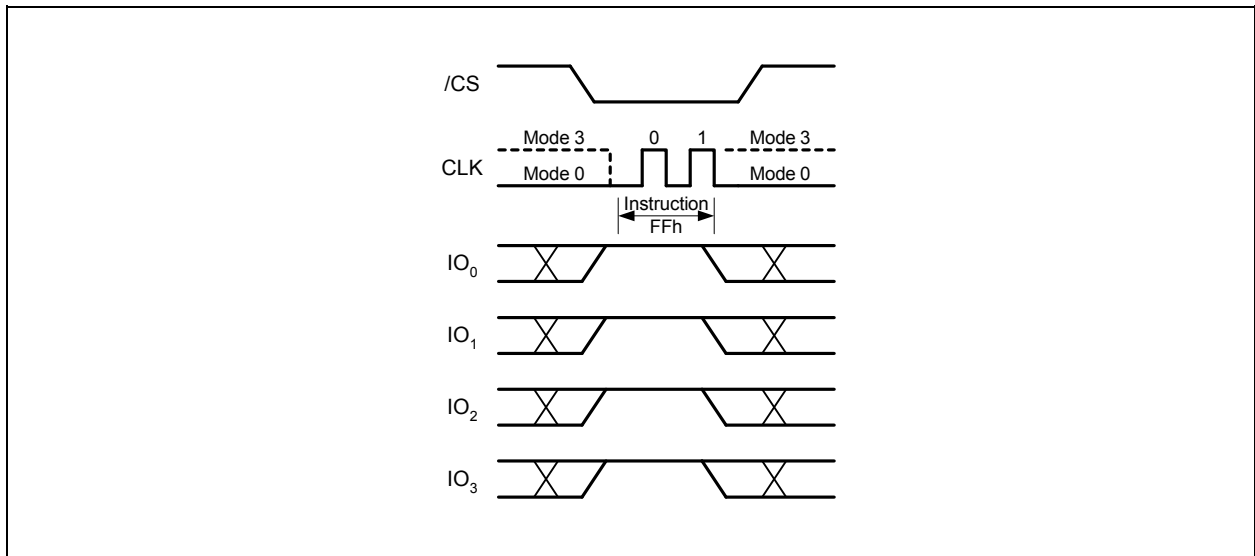 /CS
Mode 3 0 1 Mode 3
CLK
Mode 0 Mode 0
Instruction
FFh
IO0
IO1
IO2
IO3